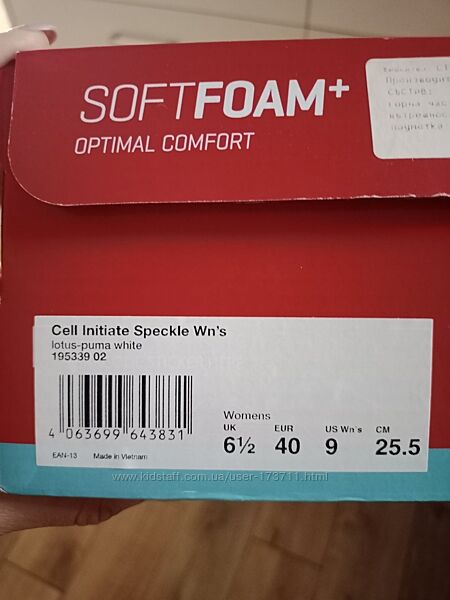 SOFTFOAM+
OPTIMAL COMFORT
Производит
СЪСТАВ:
Cell Initiate Speckle Wn's
lotus-puma white
195339 02
4 063699 643831
EAN-13 Made in Vietnam
Womens
UK EUR US Wn's CM
6½ 40 9 25.5
www.kidstaff.com.ua/user-173711.html